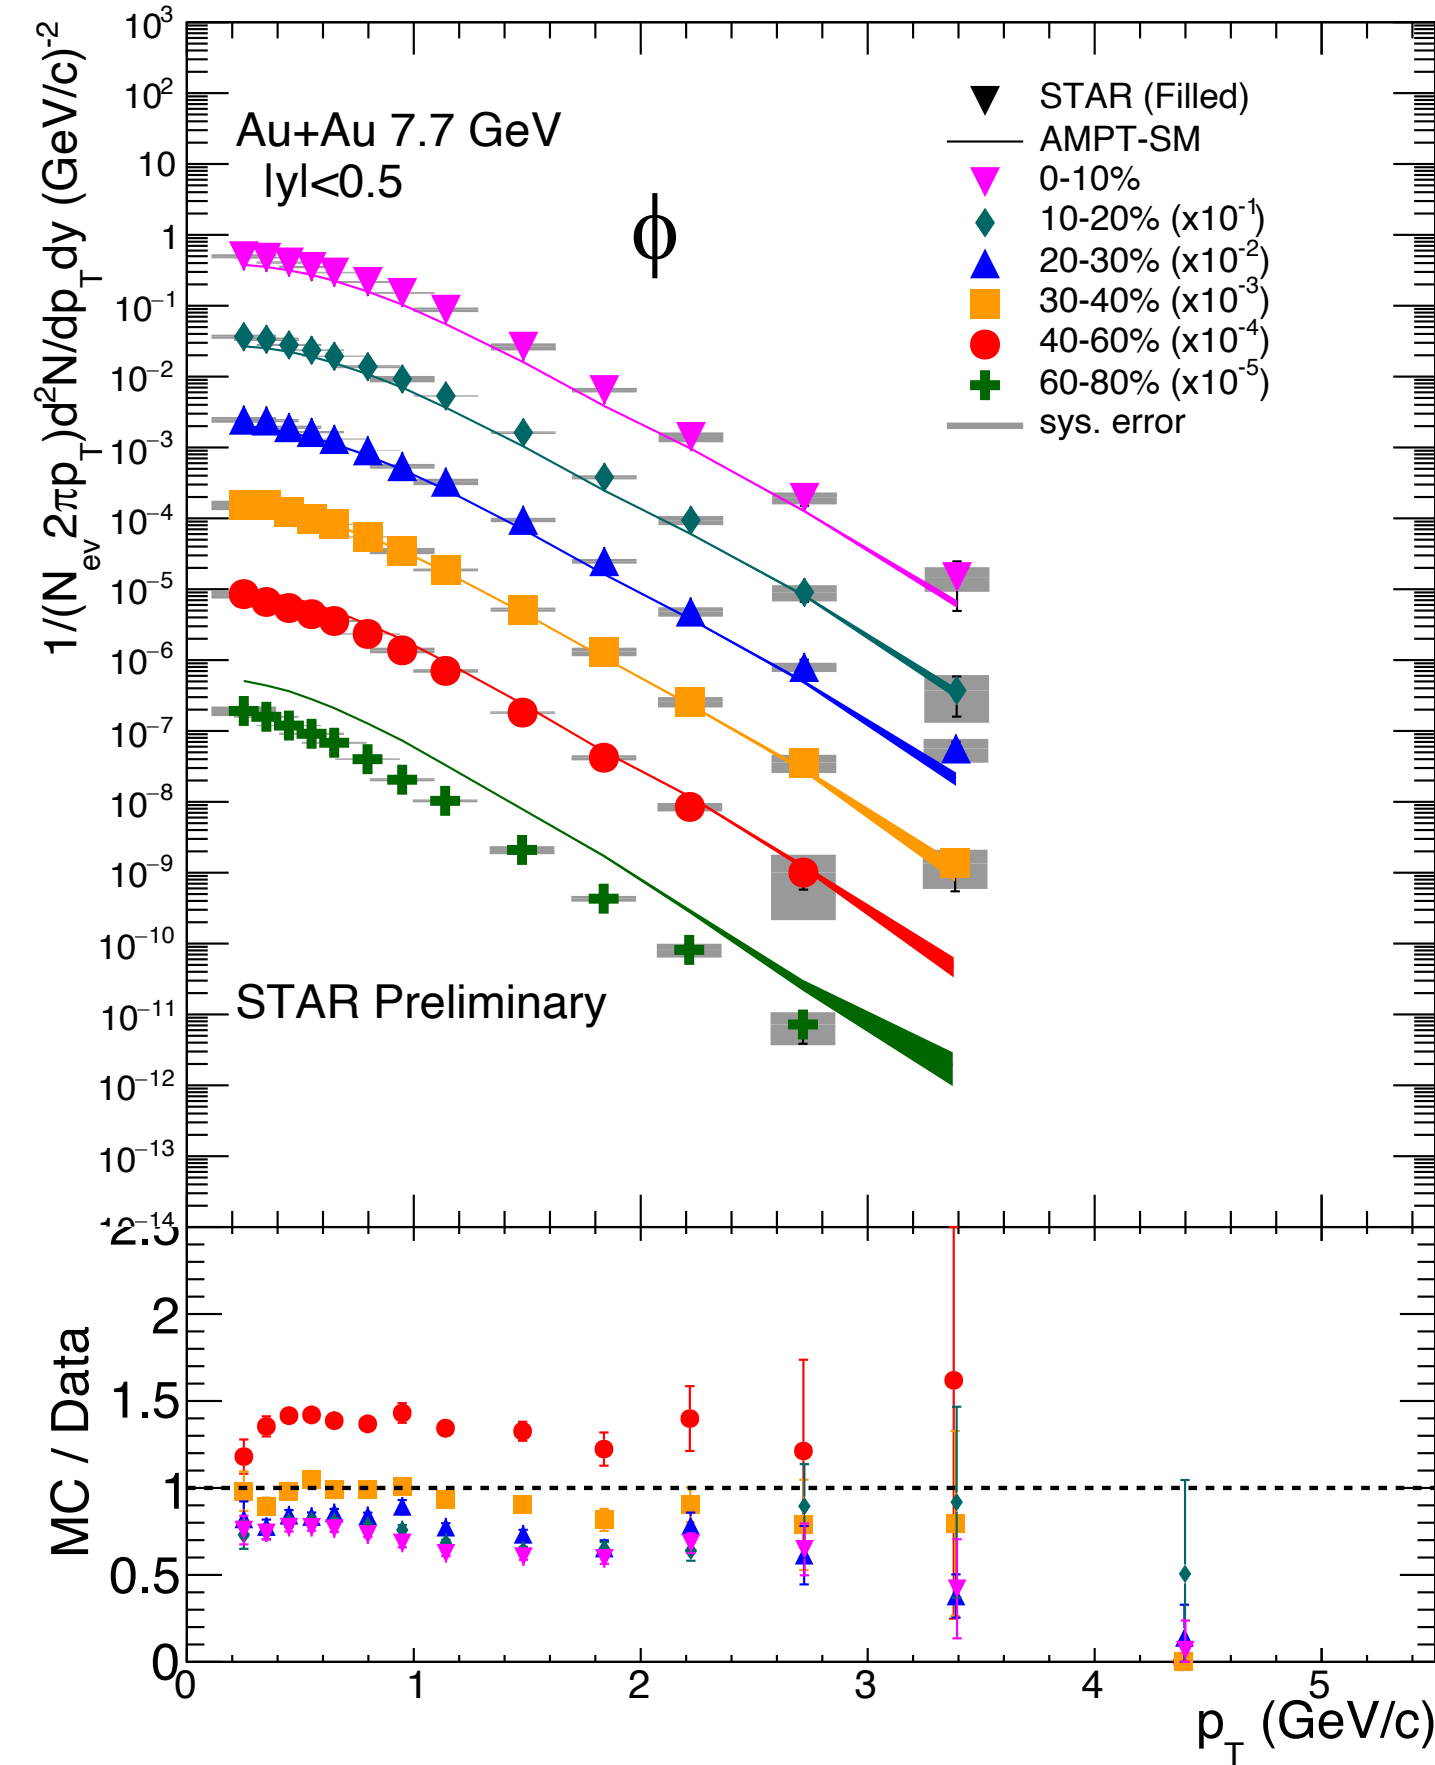 1/(N_ev 2πp_T)d²N/dp_T dy (GeV/c)⁻²
10³
10²
10
1
10⁻¹
10⁻²
10⁻³
10⁻⁴
10⁻⁵
10⁻⁶
10⁻⁷
10⁻⁸
10⁻⁹
10⁻¹⁰
10⁻¹¹
10⁻¹²
10⁻¹³
10⁻¹⁴
Au+Au 7.7 GeV
|y|<0.5
ϕ
STAR (Filled)
AMPT-SM
0-10%
10-20% (x10⁻¹)
20-30% (x10⁻²)
30-40% (x10⁻³)
40-60% (x10⁻⁴)
60-80% (x10⁻⁵)
sys. error
STAR Preliminary
MC / Data
2.5
2
1.5
1
0.5
0
0 1 2 3 4 5
p_T (GeV/c)